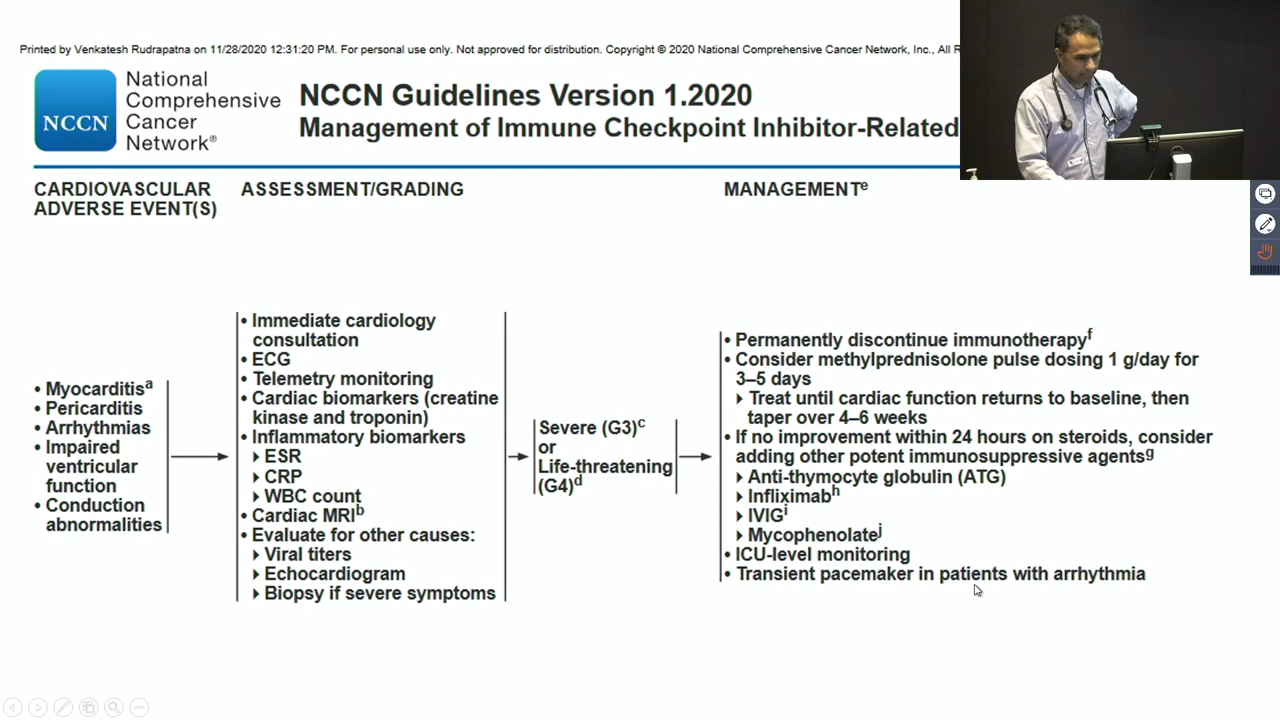 Printed by Venkatesh Rudrapatna on 11/28/2020 12:31:20 PM. For personal use only. Not approved for distribution. Copyright © 2020 National Comprehensive Cancer Network, Inc., All R
NCCN
National
Comprehensive
Cancer
Network®
NCCN Guidelines Version 1.2020
Management of Immune Checkpoint Inhibitor-Related
CARDIOVASCULAR
ADVERSE EVENT(S)
• Myocarditisᵃ
• Pericarditis
• Arrhythmias
• Impaired
ventricular
function
• Conduction
abnormalities
ASSESSMENT/GRADING
• Immediate cardiology
consultation
• ECG
• Telemetry monitoring
• Cardiac biomarkers (creatine
kinase and troponin)
• Inflammatory biomarkers
▸ ESR
▸ CRP
▸ WBC count
• Cardiac MRIᵇ
• Evaluate for other causes:
▸ Viral titers
▸ Echocardiogram
▸ Biopsy if severe symptoms
Severe (G3)ᶜ
or
Life-threatening
(G4)ᵈ
MANAGEMENTᵉ
• Permanently discontinue immunotherapyᶠ
• Consider methylprednisolone pulse dosing 1 g/day for
3–5 days
▸ Treat until cardiac function returns to baseline, then
taper over 4–6 weeks
• If no improvement within 24 hours on steroids, consider
adding other potent immunosuppressive agentsᵍ
▸ Anti-thymocyte globulin (ATG)
▸ Infliximabʰ
▸ IVIGⁱ
▸ Mycophenolateʲ
• ICU-level monitoring
• Transient pacemaker in patients with arrhythmia